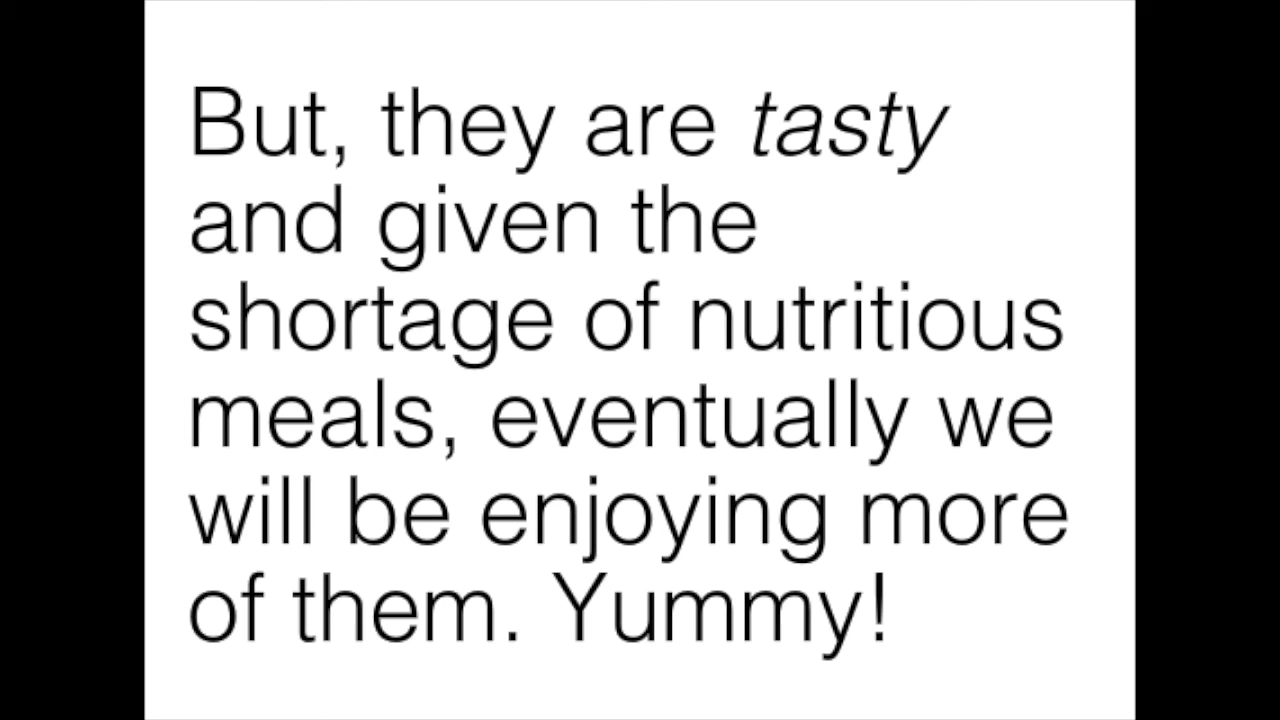 But, they are tasty
and given the
shortage of nutritious
meals, eventually we
will be enjoying more
of them. Yummy!